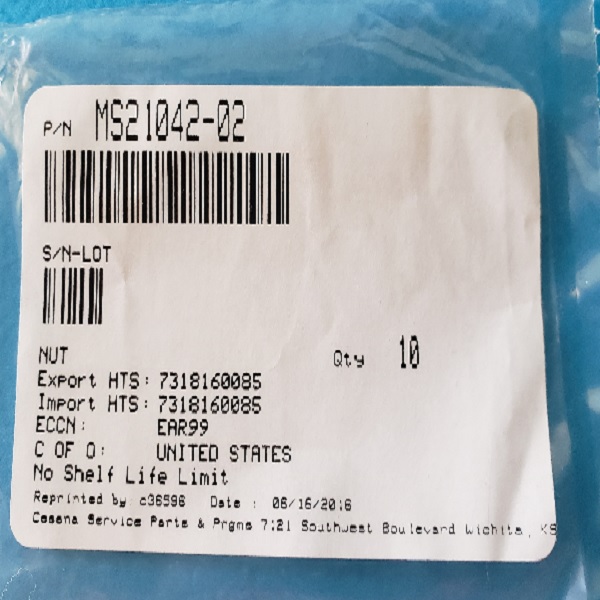 P/N MS21042-02
S/N-LOT
NUT Qty 10
Export HTS: 7318160085
Import HTS: 7318160085
ECCN: EAR99
C OF O: UNITED STATES
No Shelf Life Limit
Reprinted by c36596 Date : 06/16/2016
Cessna Service Parts & Prgms 7121 Southwest Boulevard Wichita, KS